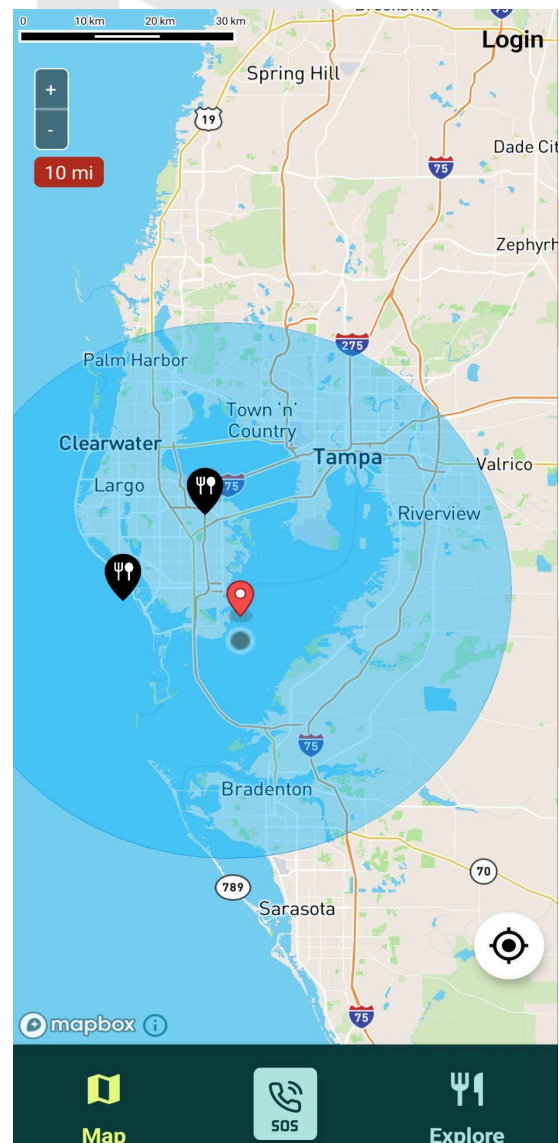 0 10 km 20 km 30 km
75
Login
Spring Hill
+
19
-
Dade Cit
75
10 mi
Zephyrh
275
Palm Harbor
Town 'n'
Country
Clearwater
Tampa
Valrico
Largo
75
Riverview
75
Bradenton
70
789
Sarasota
75
mapbox
i
SOS
Map
Explore